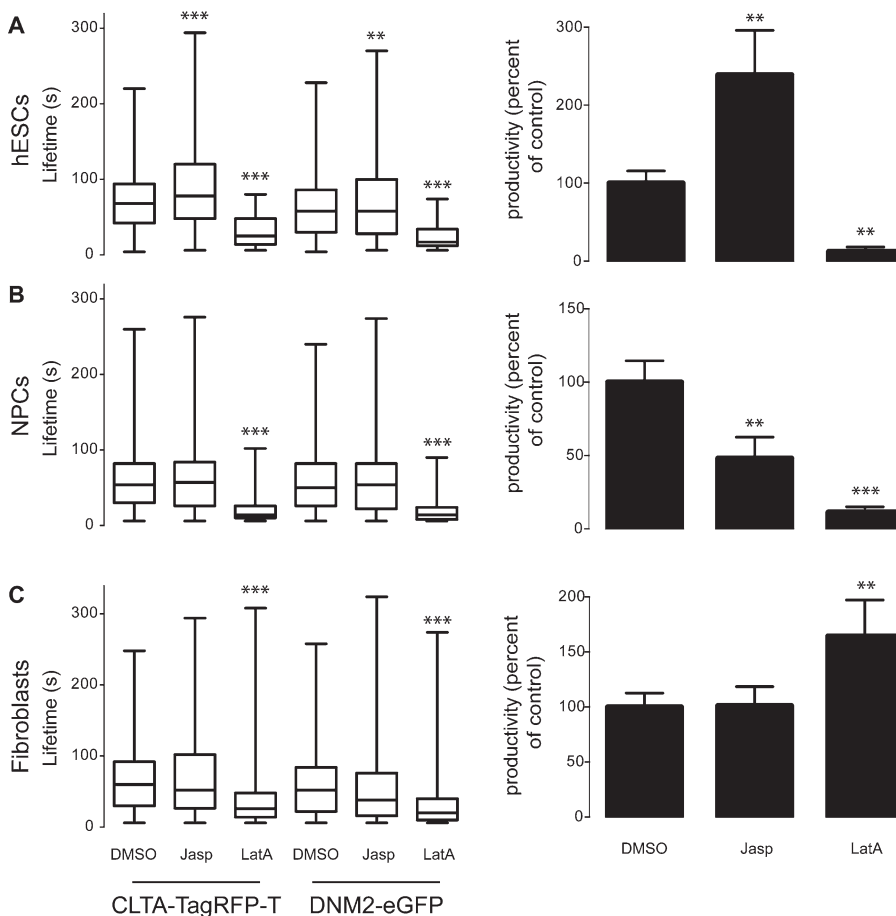 A
hESCs
Lifetime (s)
300
200
100
0
***
**
***
***
productivity (percent
of control)
300
200
100
0
**
**
B
NPCs
Lifetime (s)
300
200
100
0
***
***
productivity (percent
of control)
150
100
50
0
**
***
C
Fibroblasts
Lifetime (s)
300
200
100
0
***
***
DMSO Jasp LatA DMSO Jasp LatA
CLTA-TagRFP-T DNM2-eGFP
productivity (percent
of control)
200
150
100
50
0
**
DMSO Jasp LatA